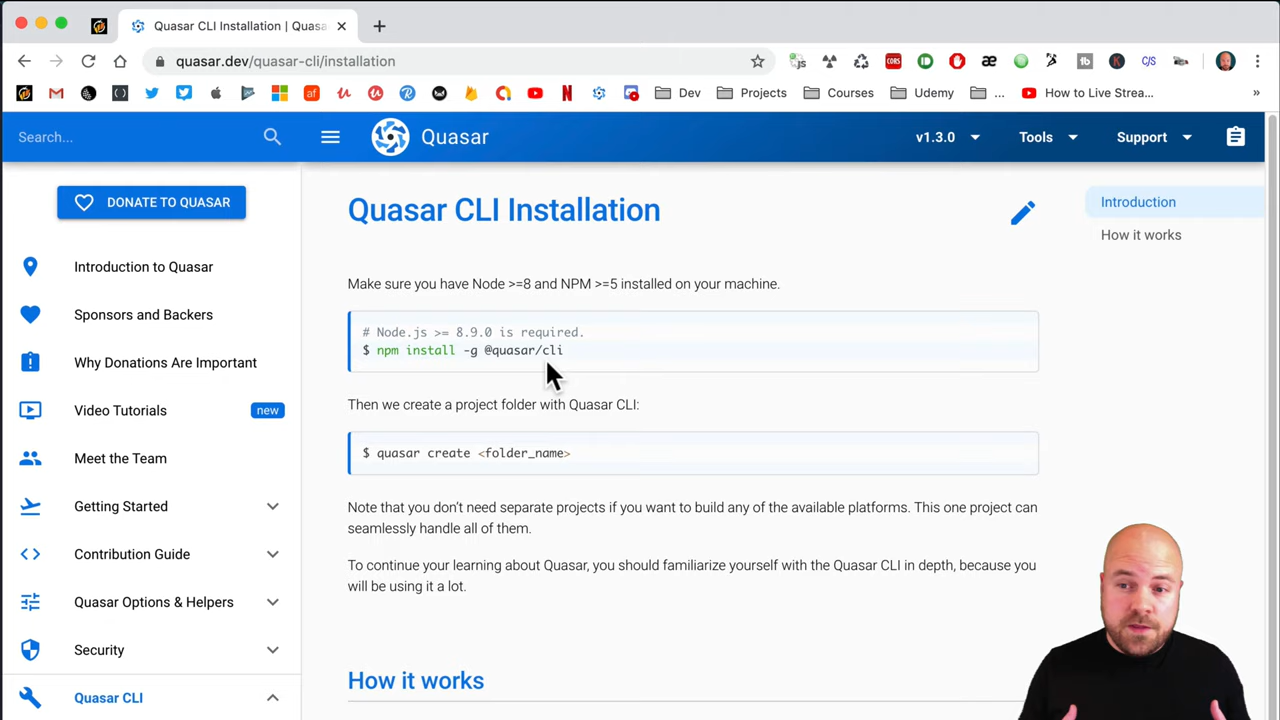 Quasar CLI Installation | Quasa
quasar.dev/quasar-cli/installation
CORS
æ
tb
K
C/S
af
Dev
Projects
Courses
Udemy
...
How to Live Strea...
»
Search...
Quasar
v1.3.0
Tools
Support
DONATE TO QUASAR
Introduction to Quasar
Sponsors and Backers
Why Donations Are Important
Video Tutorials
new
Meet the Team
Getting Started
Contribution Guide
Quasar Options & Helpers
Security
Quasar CLI
Quasar CLI Installation
Make sure you have Node >=8 and NPM >=5 installed on your machine.
# Node.js >= 8.9.0 is required.
$ npm install -g @quasar/cli
Then we create a project folder with Quasar CLI:
$ quasar create <folder_name>
Note that you don't need separate projects if you want to build any of the available platforms. This one project can
seamlessly handle all of them.
To continue your learning about Quasar, you should familiarize yourself with the Quasar CLI in depth, because you
will be using it a lot.
How it works
Introduction
How it works